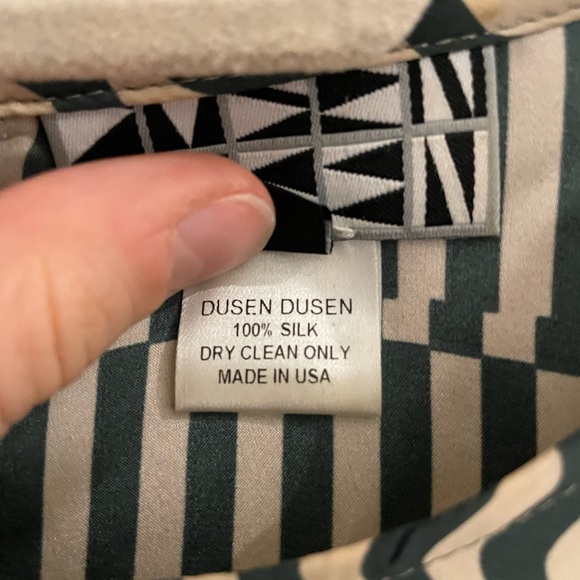 DUSEN DUSEN
100% SILK
DRY CLEAN ONLY
MADE IN USA